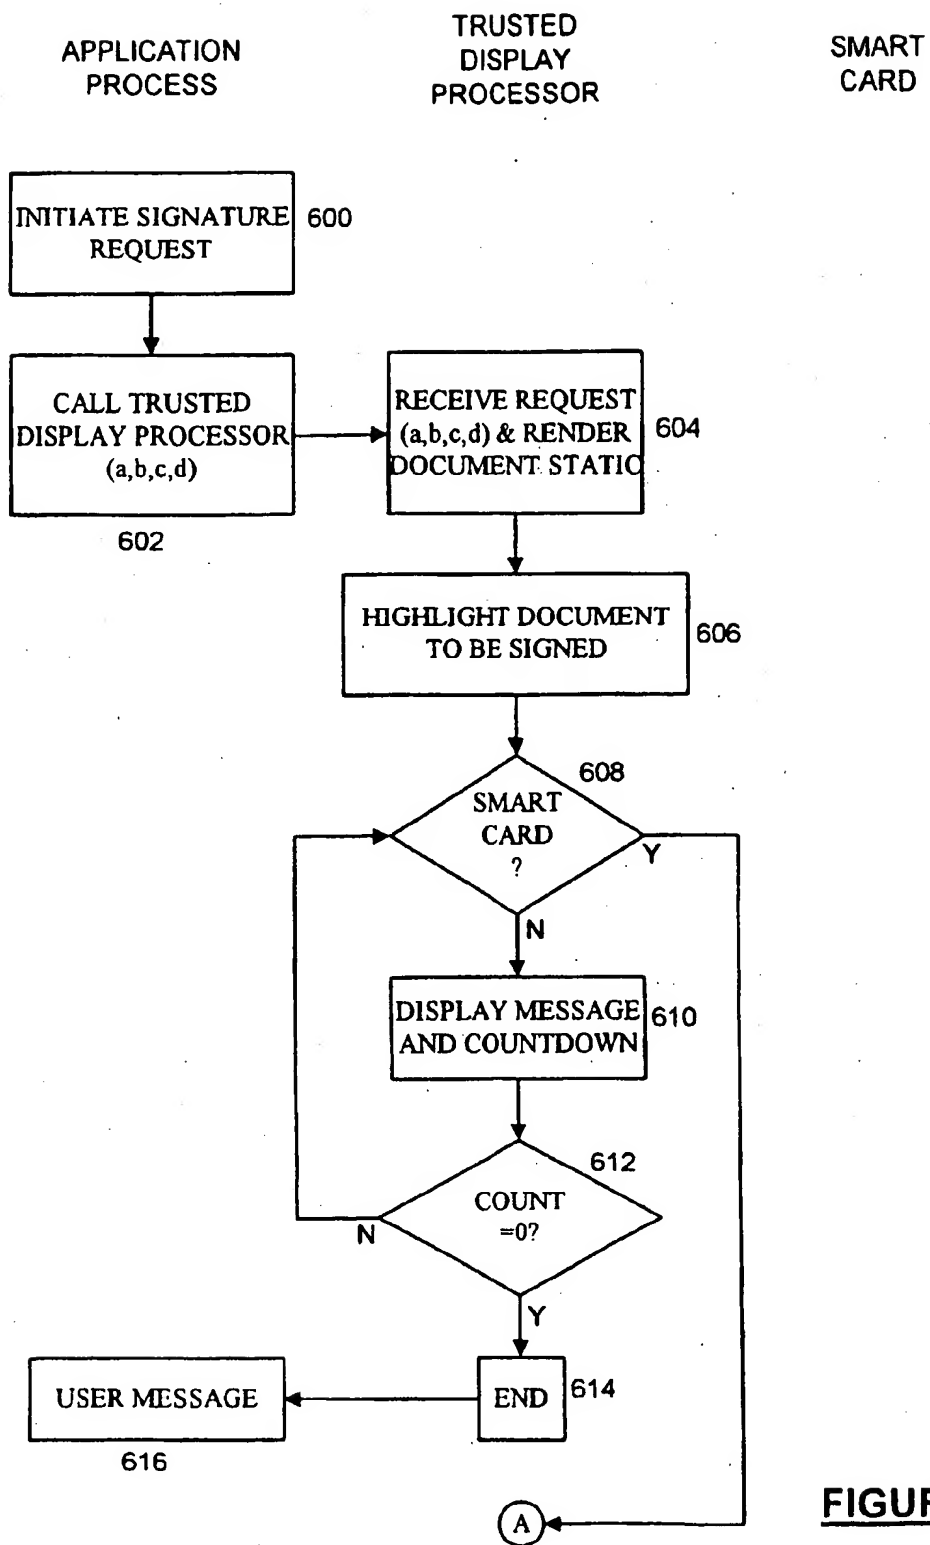 APPLICATION
PROCESS
TRUSTED
DISPLAY
PROCESSOR
SMART
CARD
INITIATE SIGNATURE
REQUEST
600
CALL TRUSTED
DISPLAY PROCESSOR
(a,b,c,d)
602
RECEIVE REQUEST
(a,b,c,d) & RENDER
DOCUMENT STATIC
604
HIGHLIGHT DOCUMENT
TO BE SIGNED
606
608
SMART
CARD
?
Y
N
DISPLAY MESSAGE
AND COUNTDOWN
610
612
COUNT
=0?
N
Y
END
614
USER MESSAGE
616
A